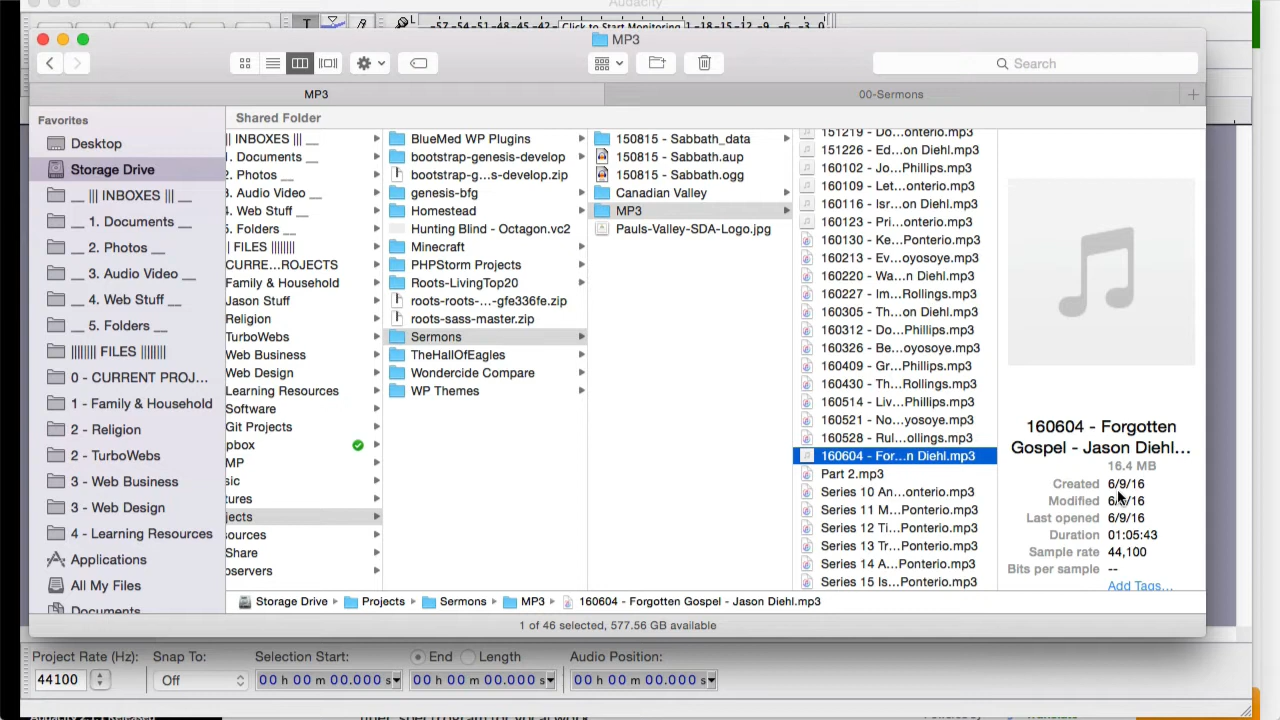 Audacity
Click to Start Monitoring
MP3
Search
MP3
00-Sermons
Favorites
Desktop
Storage Drive
__ ||| INBOXES ||| __
__ 1. Documents __
__ 2. Photos __
__ 3. Audio Video __
__ 4. Web Stuff __
__ 5. Folders __
|||||||| FILES ||||||||
0 - CURRENT PROJ...
1 - Family & Household
2 - Religion
2 - TurboWebs
3 - Web Business
3 - Web Design
4 - Learning Resources
Applications
All My Files
Documents
Shared Folder
|| INBOXES ||| __
. Documents __
. Photos __
. Audio Video __
. Web Stuff __
. Folders __
| FILES ||||||||
CURRE...ROJECTS
Family & Household
Jason Stuff
Religion
TurboWebs
Web Business
Web Design
Learning Resources
Software
Git Projects
pbox
MP
sic
tures
jects
sources
Share
observers
BlueMed WP Plugins
bootstrap-genesis-develop
bootstrap-g...s-develop.zip
genesis-bfg
Homestead
Hunting Blind - Octagon.vc2
Minecraft
PHPStorm Projects
Roots-LivingTop20
roots-roots-...-gfe336fe.zip
roots-sass-master.zip
Sermons
TheHallOfEagles
Wondercide Compare
WP Themes
150815 - Sabbath_data
150815 - Sabbath.aup
150815 - Sabbath.ogg
Canadian Valley
MP3
Pauls-Valley-SDA-Logo.jpg
151219 - Do...onterio.mp3
151226 - Ed...on Diehl.mp3
160102 - Jo...Phillips.mp3
160109 - Let...onterio.mp3
160116 - Isr...on Diehl.mp3
160123 - Pri...onterio.mp3
160130 - Ke...Ponterio.mp3
160213 - Ev...oyosoye.mp3
160220 - Wa...n Diehl.mp3
160227 - Im...Rollings.mp3
160305 - Th...on Diehl.mp3
160312 - Do...Phillips.mp3
160326 - Be...oyosoye.mp3
160409 - Gr...Phillips.mp3
160430 - Th...Rollings.mp3
160514 - Liv...Phillips.mp3
160521 - No...yosoye.mp3
160528 - Rul...ollings.mp3
160604 - For...n Diehl.mp3
Part 2.mp3
Series 10 An...onterio.mp3
Series 11 M...Ponterio.mp3
Series 12 Ti...Ponterio.mp3
Series 13 Tr...Ponterio.mp3
Series 14 A...Ponterio.mp3
Series 15 Is...Ponterio.mp3
160604 - Forgotten
Gospel - Jason Diehl...
16.4 MB
Created 6/9/16
Modified 6/ /16
Last opened 6/9/16
Duration 01:05:43
Sample rate 44,100
Bits per sample --
Add Tags...
Storage Drive
Projects
Sermons
MP3
160604 - Forgotten Gospel - Jason Diehl.mp3
1 of 46 selected, 577.56 GB available
Project Rate (Hz):
Snap To:
Selection Start:
End
Length
Audio Position:
44100
Off
00 h 00 m 00.000 s
00 h 00 m 00.000 s
00 h 00 m 00.000 s